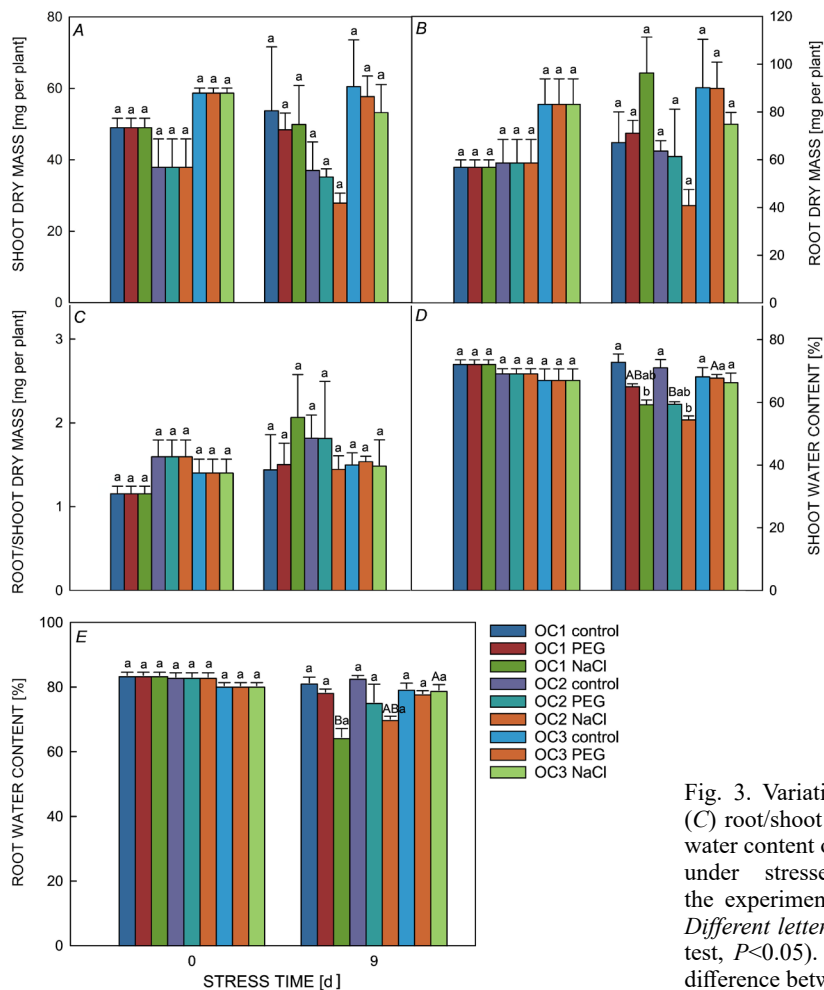 A
B
SHOOT DRY MASS [mg per plant]
80
60
40
20
0
a a a a a a a a a
a a a a a a a a a
ROOT DRY MASS [mg per plant]
120
100
80
60
40
20
0
a a a a a a a a a
a a a a a a a a a
C
D
ROOT/SHOOT DRY MASS [mg per plant]
3
2
1
0
a a a a a a a a a
a a a a a a a a a
SHOOT WATER CONTENT [%]
80
60
40
20
0
a a a a a a a a a
a ABab b a Bab b a Aa a
E
ROOT WATER CONTENT [%]
100
80
60
40
20
0
a a a a a a a a a
a a Ba a a ABa a a Aa
0 9
STRESS TIME [d]
OC1 control
OC1 PEG
OC1 NaCl
OC2 control
OC2 PEG
OC2 NaCl
OC3 control
OC3 PEG
OC3 NaCl
Fig. 3. Variati
(C) root/shoot
water content o
under stresse
the experimen
Different letter
test, P<0.05).
difference betw